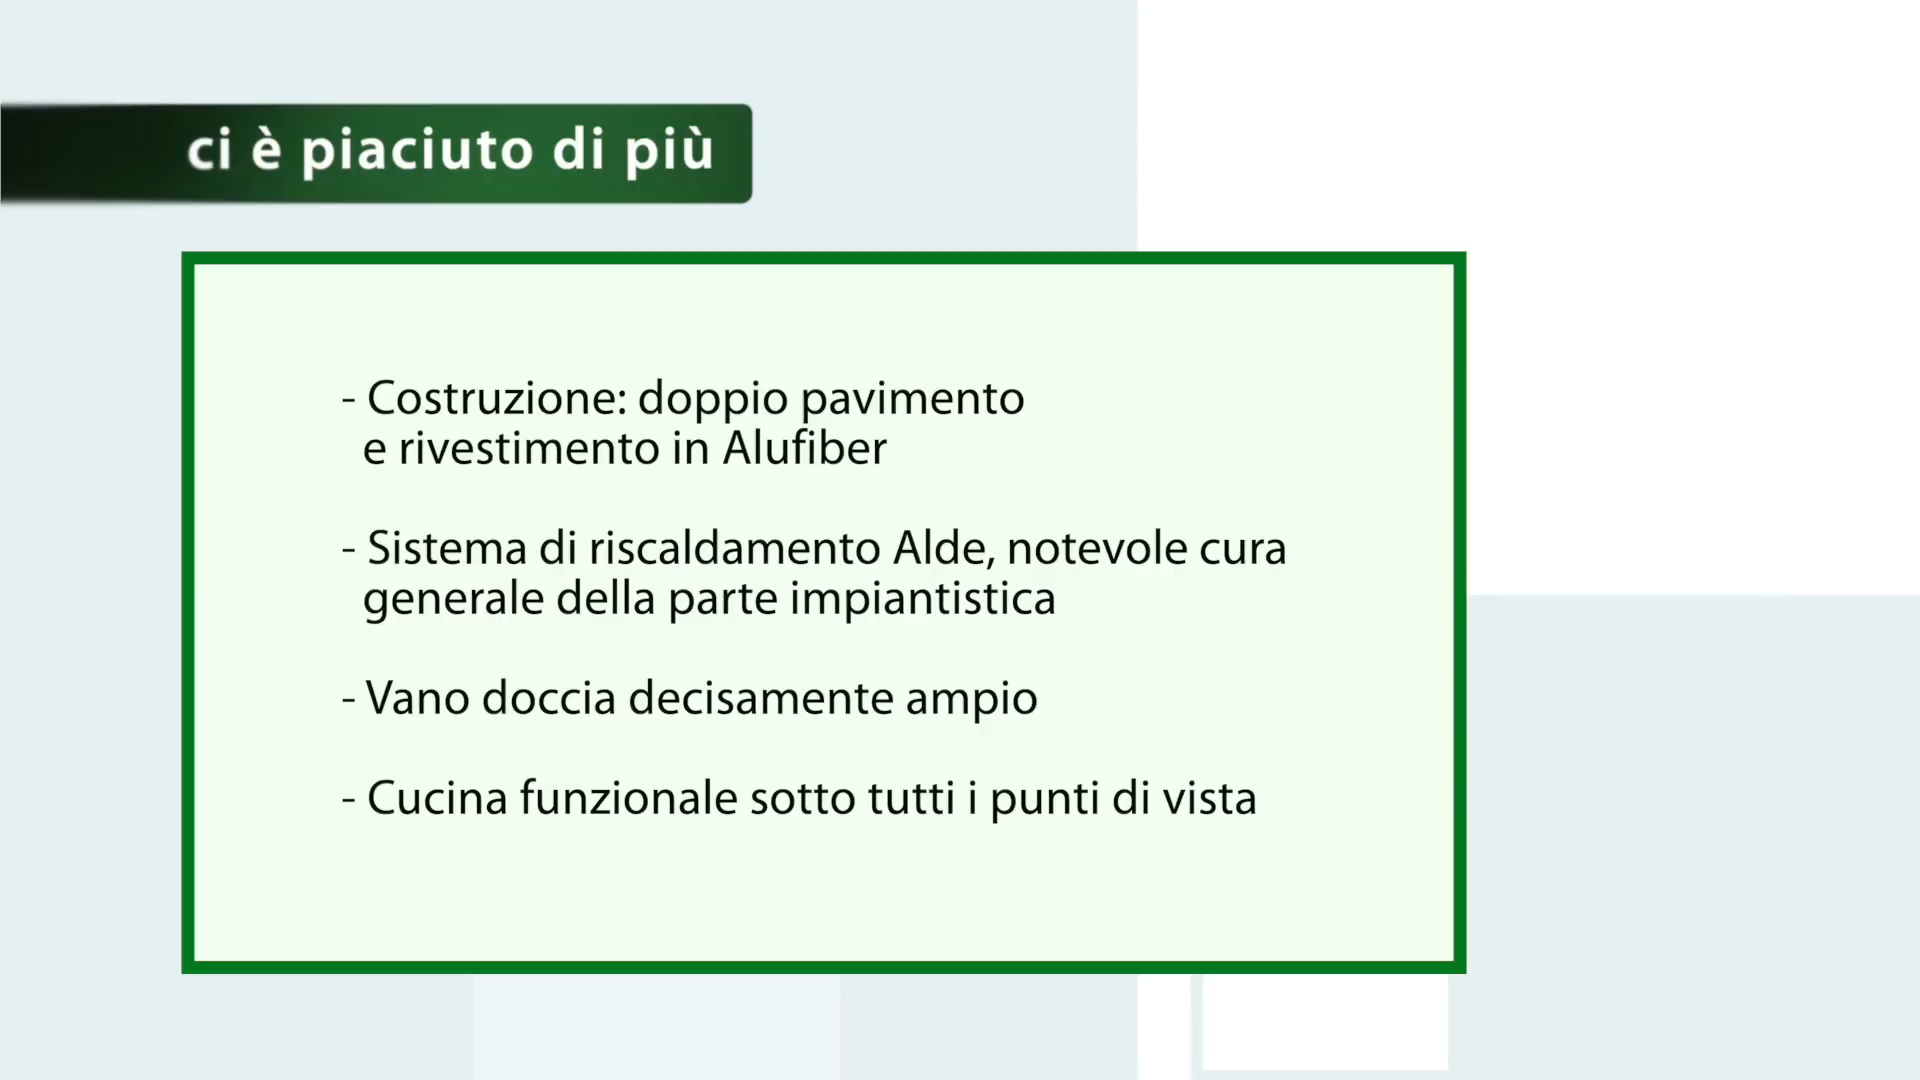 ci è piaciuto di più
- Costruzione: doppio pavimento
e rivestimento in Alufiber
- Sistema di riscaldamento Alde, notevole cura
generale della parte impiantistica
- Vano doccia decisamente ampio
- Cucina funzionale sotto tutti i punti di vista